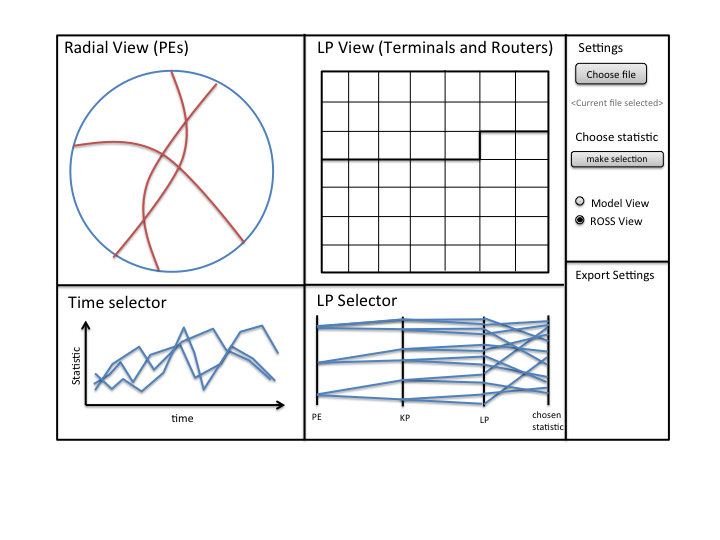 Radial View (PEs)
LP View (Terminals and Routers)
Settings
Choose file
<Current file selected>
Choose statistic
make selection
Model View
ROSS View
Export Settings
Time selector
Statistic
time
LP Selector
PE
KP
LP
chosen
statistic